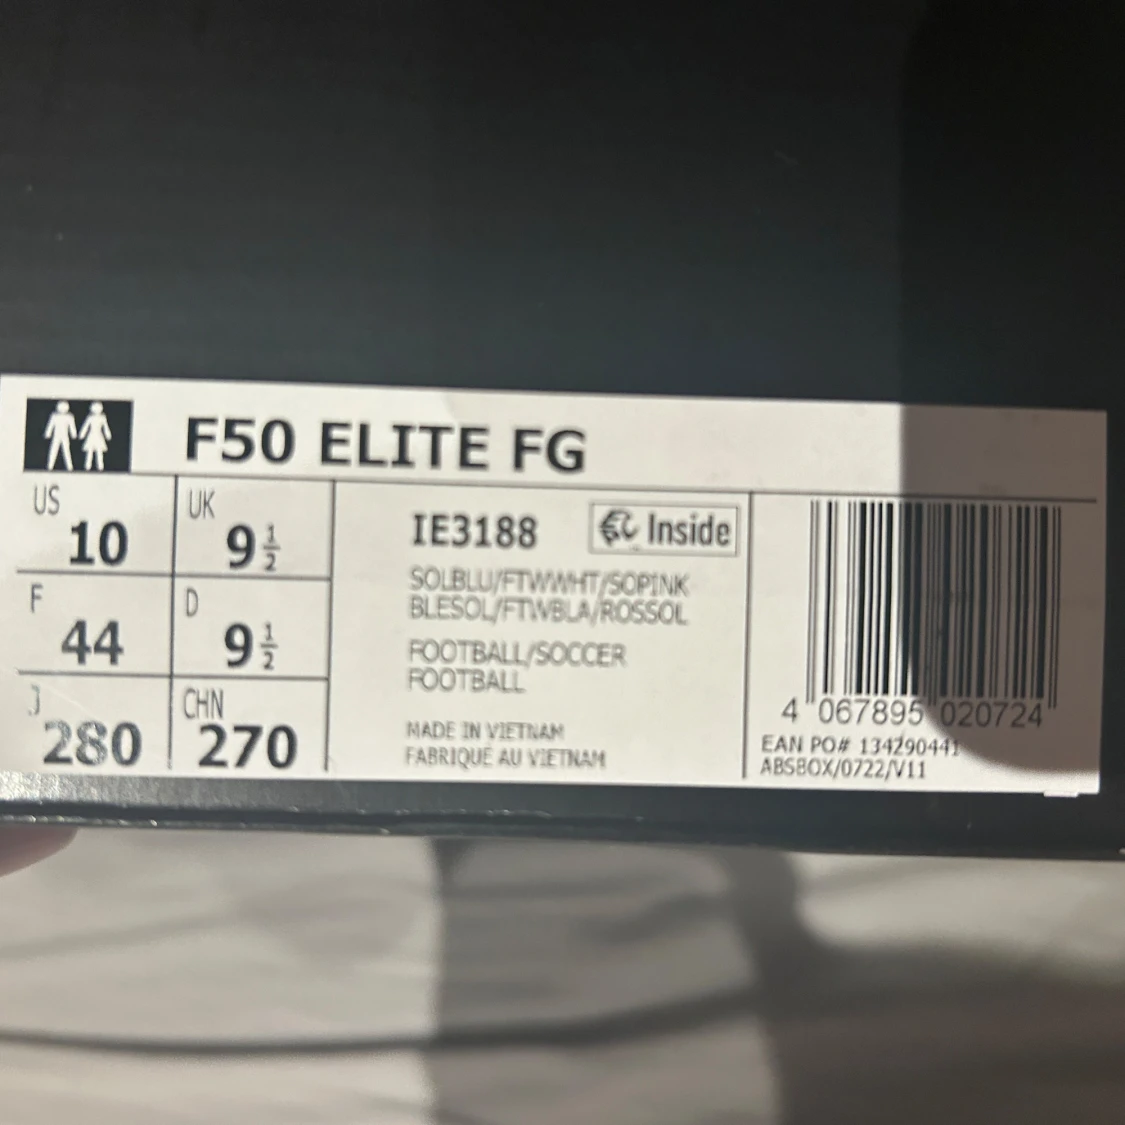 F50 ELITE FG
US 10
UK 9 1/2
F 44
D 9 1/2
J 280
CHN 270
IE3188
Inside
SOLBLU/FTWWHT/SOPINK
BLESOL/FTWBLA/ROSSOL
FOOTBALL/SOCCER
FOOTBALL
MADE IN VIETNAM
FABRIQUÉ AU VIETNAM
4 067895 020724
EAN PO# 134290441
ABSBOX/0722/V11